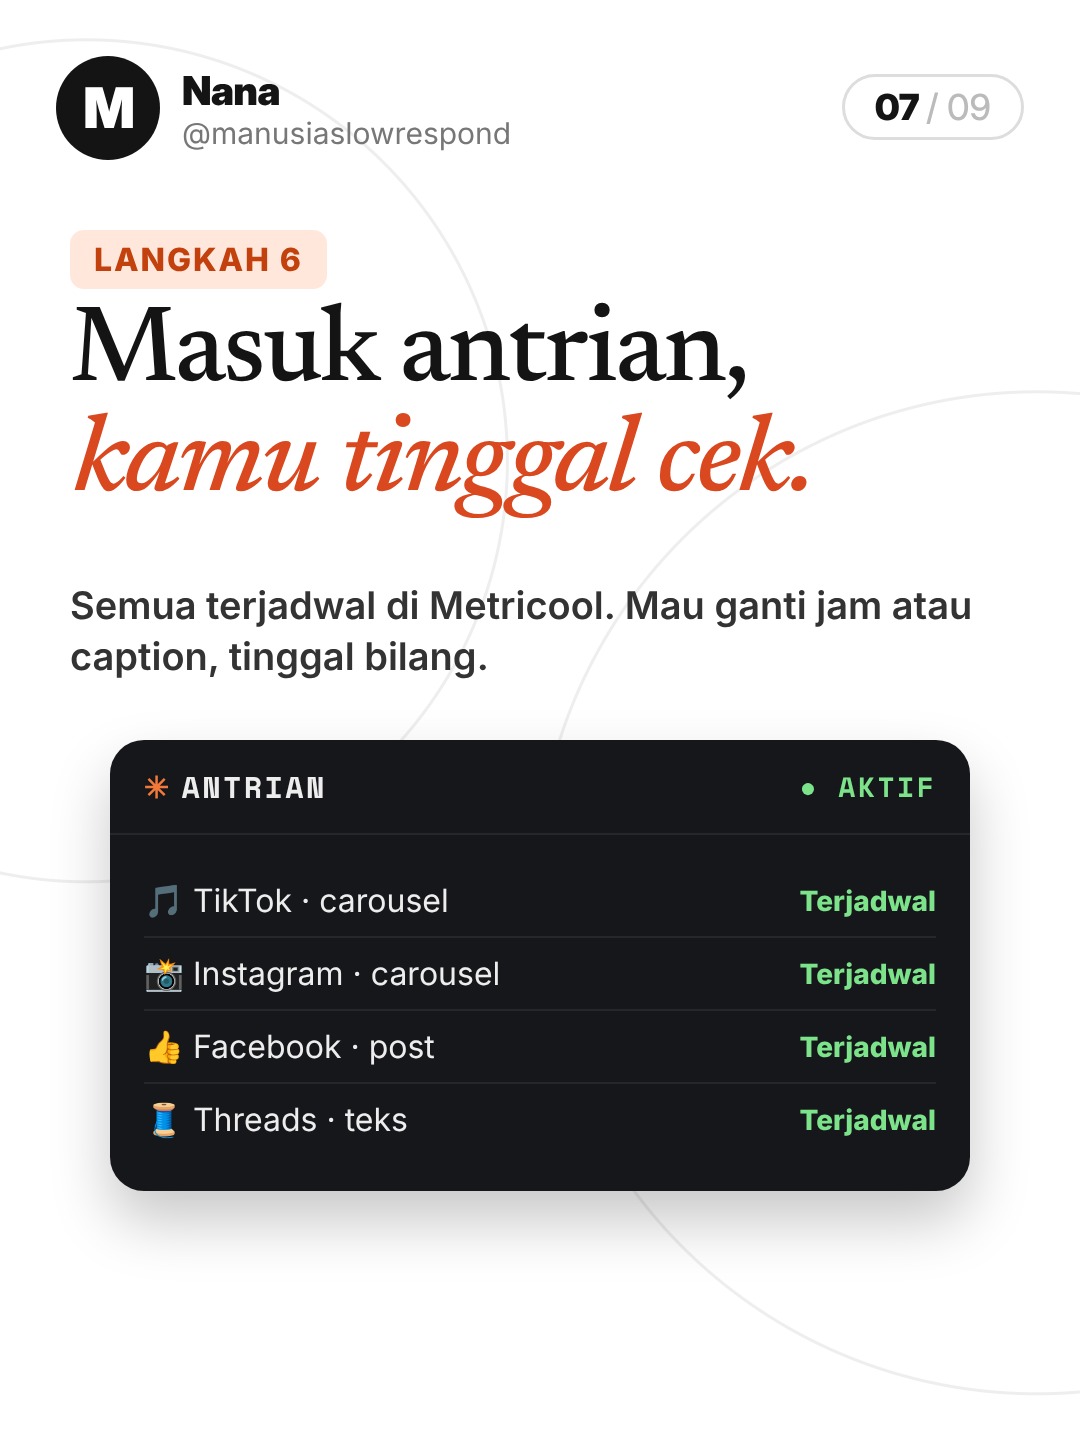 M
Nana
@manusiaslowrespond
07 / 09
LANGKAH 6
Masuk antrian,
kamu tinggal cek.
Semua terjadwal di Metricool. Mau ganti jam atau
caption, tinggal bilang.
✳ ANTRIAN
● AKTIF
🎵 TikTok · carousel Terjadwal
📸 Instagram · carousel Terjadwal
👍 Facebook · post Terjadwal
🧵 Threads · teks Terjadwal